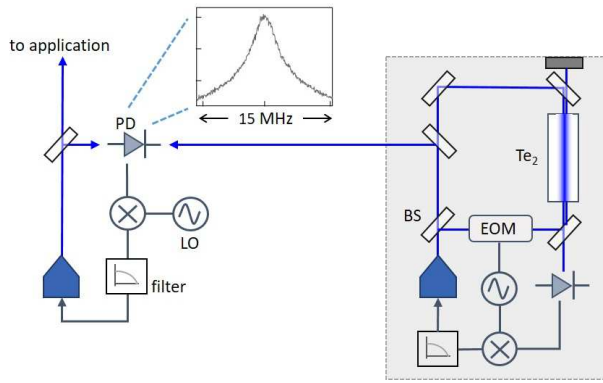 to application
PD
15 MHz
Te₂
BS
EOM
LO
filter